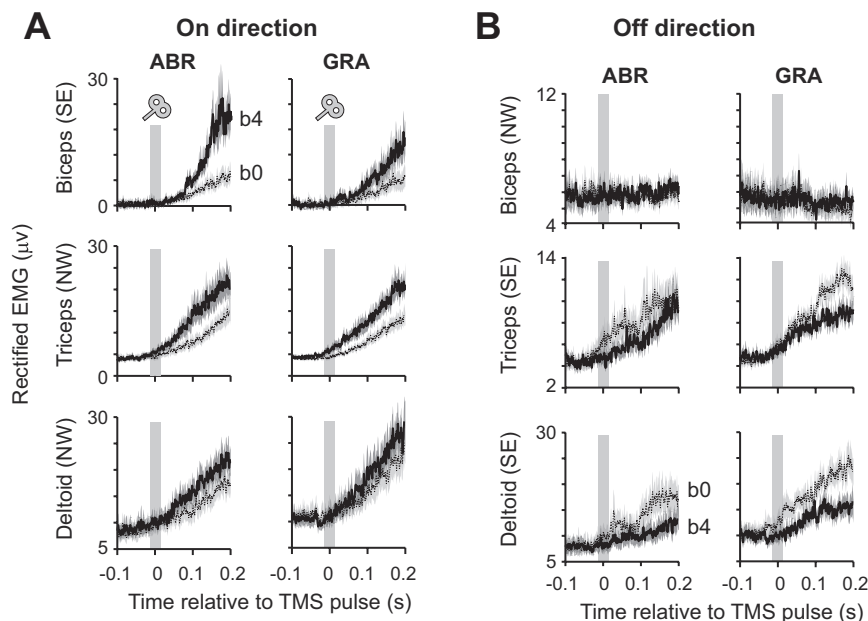 A
On direction
ABR
GRA
30
b4
b0
0
Biceps (SE)
30
0
Triceps (NW)
30
5
Deltoid (NW)
Rectified EMG (μv)
-0.1 0 0.1 0.2
-0.1 0 0.1 0.2
Time relative to TMS pulse (s)
B
Off direction
ABR
GRA
12
4
Biceps (NW)
14
2
Triceps (SE)
30
b0
b4
5
Deltoid (SE)
-0.1 0 0.1 0.2
-0.1 0 0.1 0.2
Time relative to TMS pulse (s)